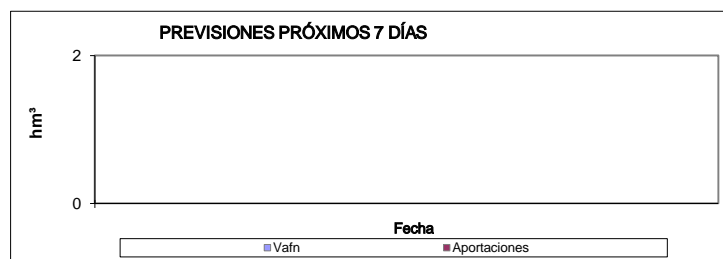 PREVISIONES PRÓXIMOS 7 DÍAS
2
hm³
0
Fecha
Vafn Aportaciones